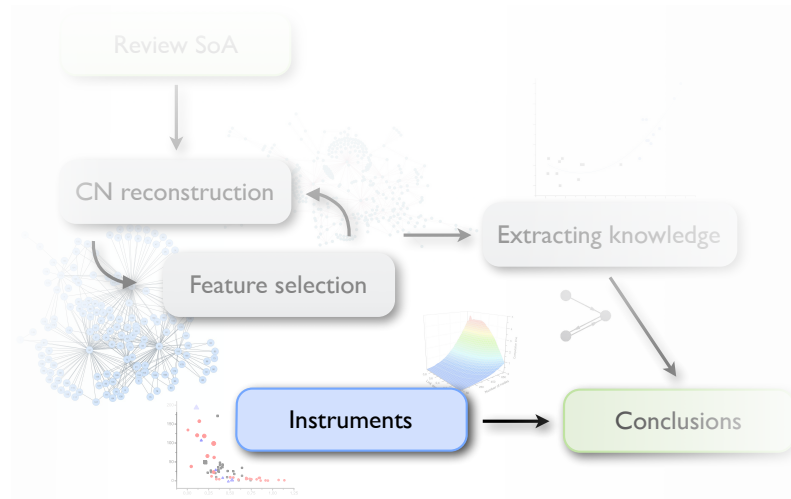 Review SoA
CN reconstruction
Extracting knowledge
Feature selection
Instruments
Conclusions